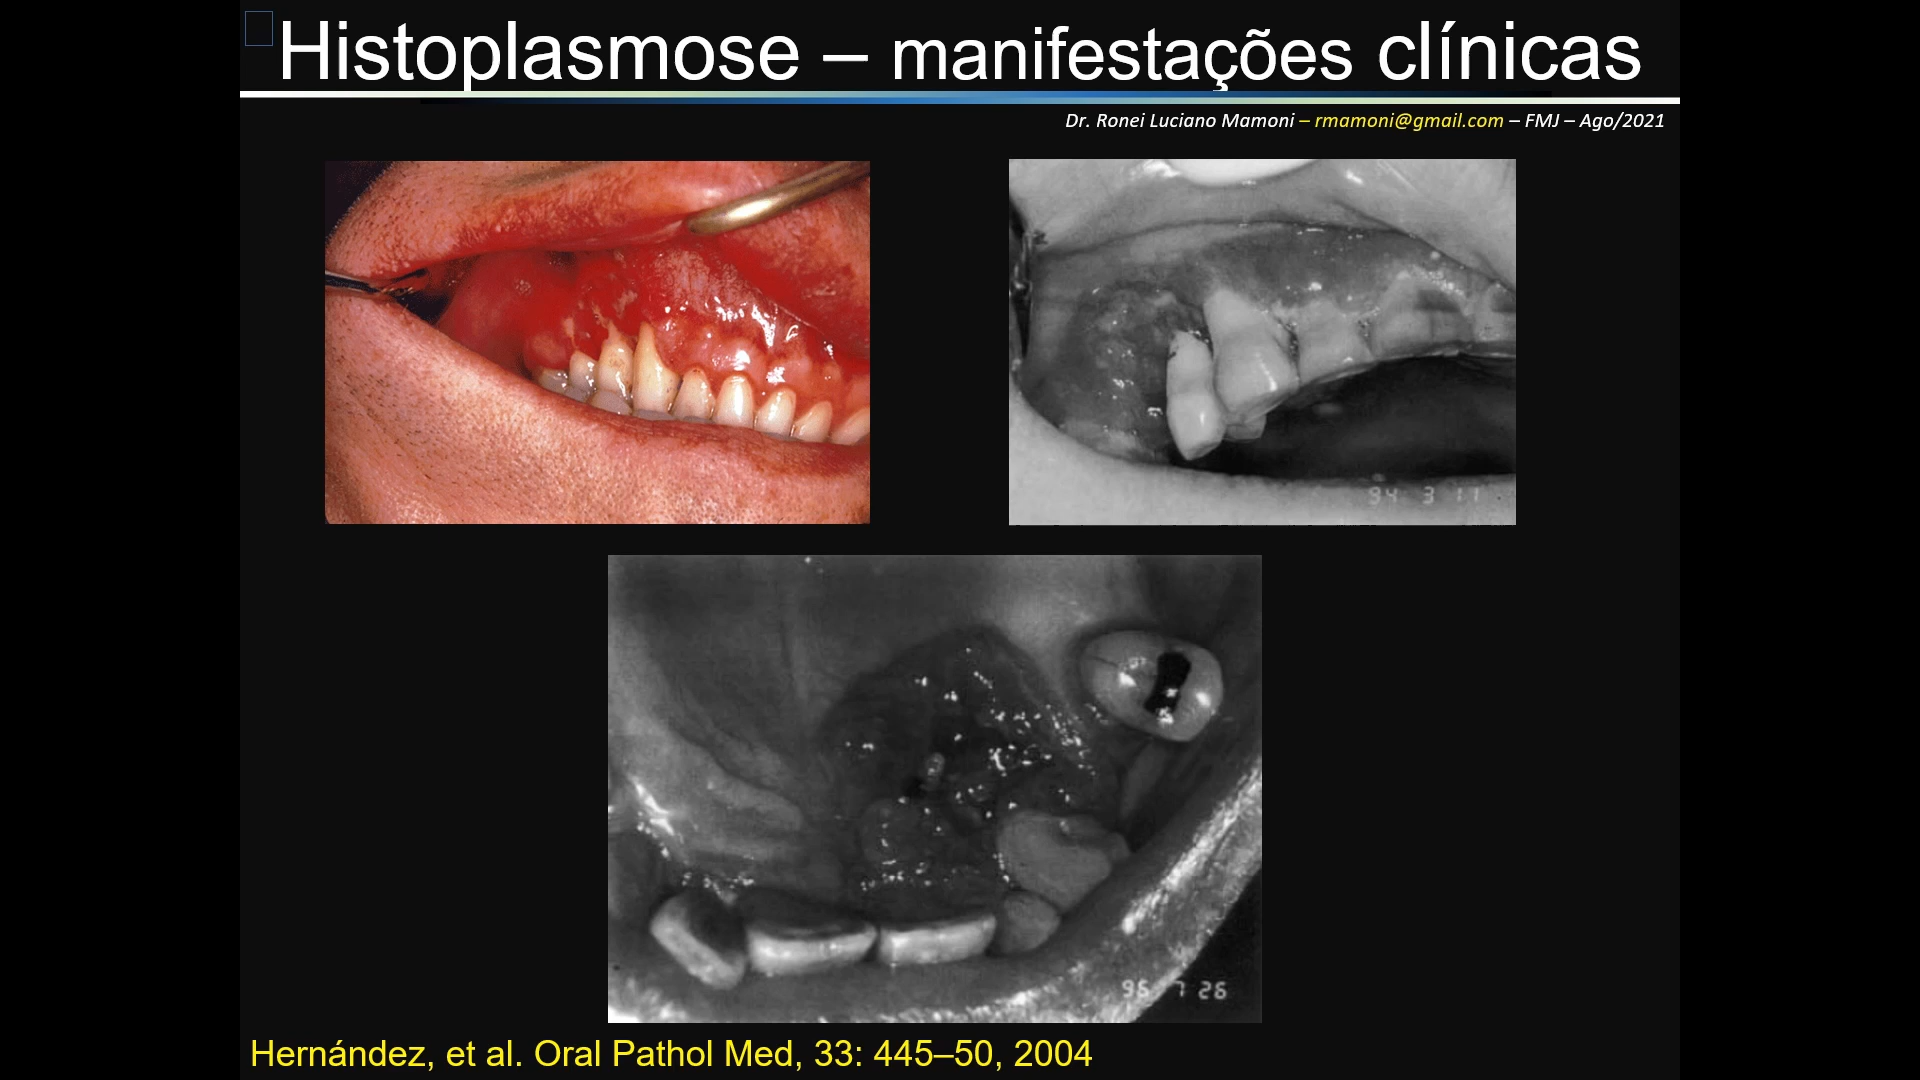 Histoplasmose – manifestações clínicas
Dr. Ronei Luciano Mamoni – rmamoni@gmail.com – FMJ – Ago/2021
94 3 11
96 7 26
Hernández, et al. Oral Pathol Med, 33: 445–50, 2004